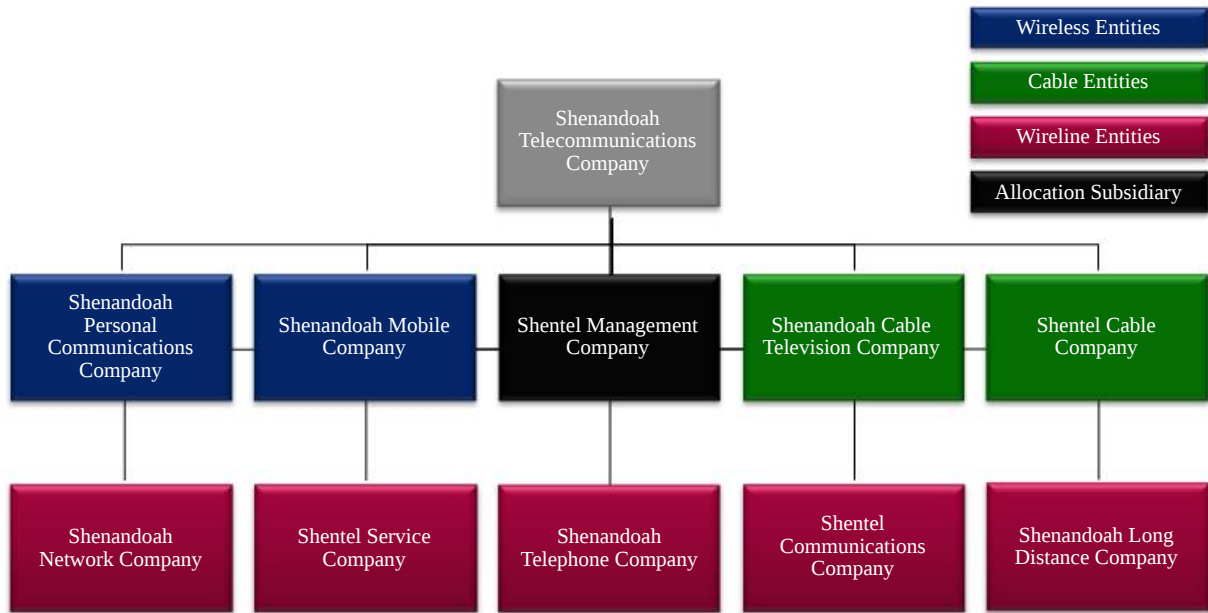 Wireless Entities
Cable Entities
Wireline Entities
Allocation Subsidiary
Shenandoah
Telecommunications
Company
Shenandoah
Personal
Communications
Company
Shenandoah Mobile
Company
Shentel Management
Company
Shenandoah Cable
Television Company
Shentel Cable
Company
Shenandoah
Network Company
Shentel Service
Company
Shenandoah
Telephone Company
Shentel
Communications
Company
Shenandoah Long
Distance Company